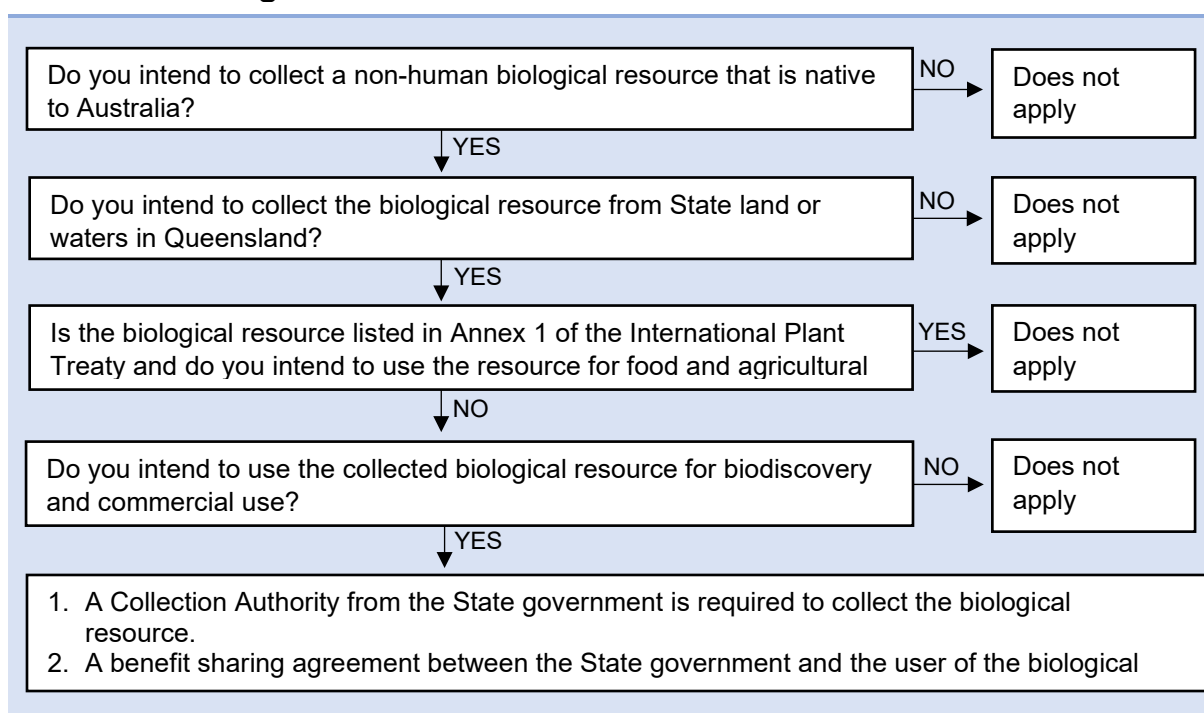 Do you intend to collect a non-human biological resource that is native
to Australia?
NO
Does not
apply
YES
Do you intend to collect the biological resource from State land or
waters in Queensland?
NO
Does not
apply
YES
Is the biological resource listed in Annex 1 of the International Plant
Treaty and do you intend to use the resource for food and agricultural
YES
Does not
apply
NO
Do you intend to use the collected biological resource for biodiscovery
and commercial use?
NO
Does not
apply
YES
1. A Collection Authority from the State government is required to collect the biological
resource.
2. A benefit sharing agreement between the State government and the user of the biological